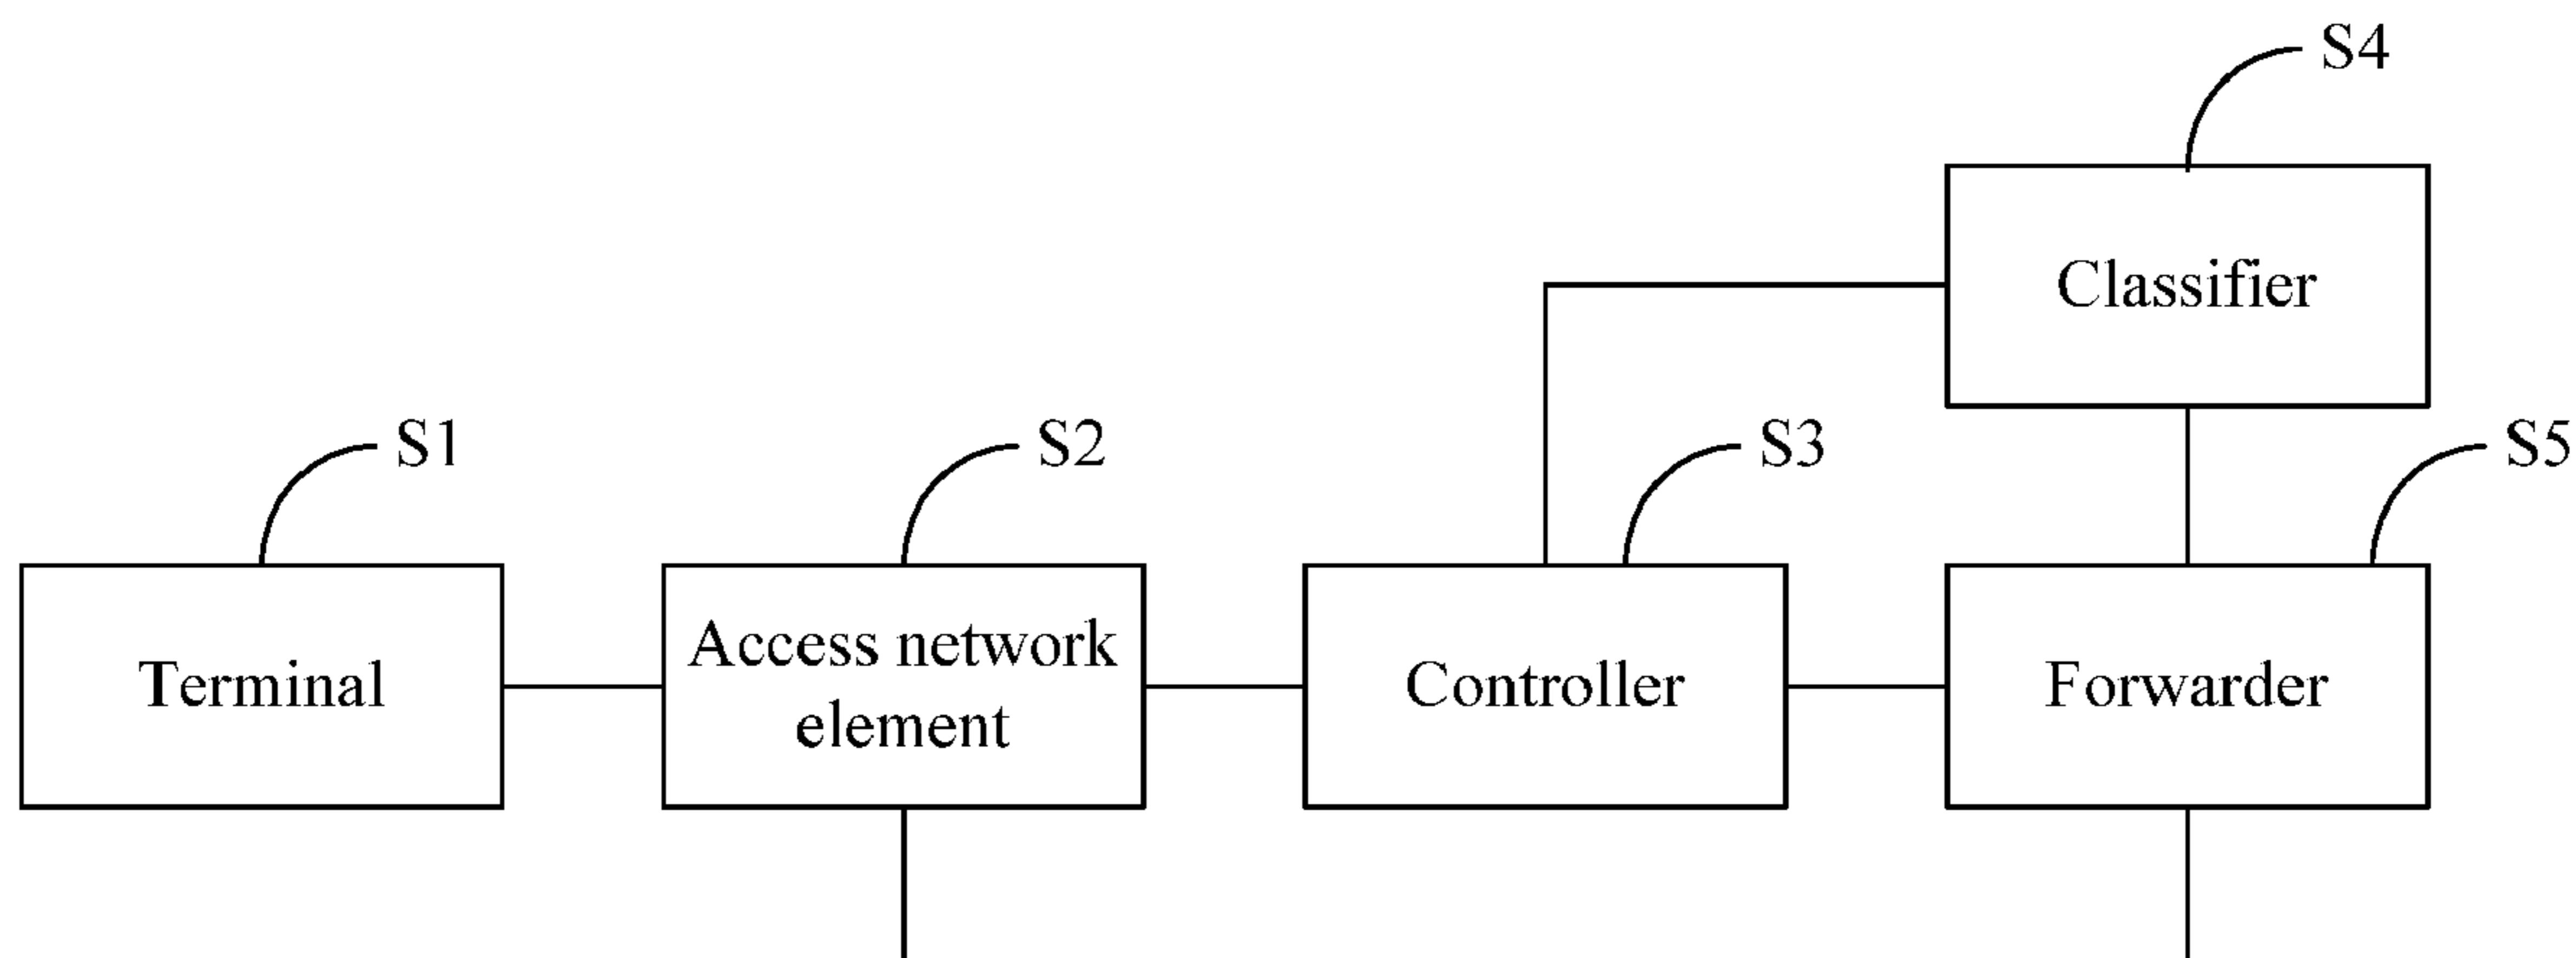 S4
Classifier
S1
S2
S3
S5
Terminal
Access network
element
Controller
Forwarder